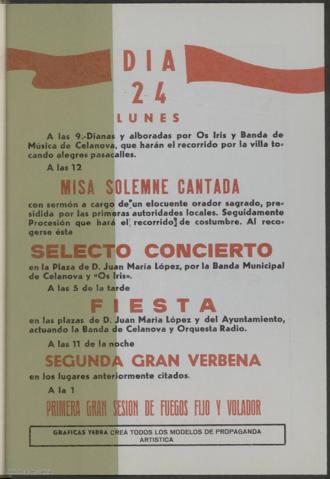 DIA
24
LUNES
A las 9.-Dianas y alboradas por Os Iris y Banda de
Música de Celanova, que harán el recorrido por la villa to-
cando alegres pasacalles.
A las 12
MISA SOLEMNE CANTADA
con sermón a cargo de un elocuente orador sagrado, pre-
sidida por las primeras autoridades locales. Seguidamente
Procesión que hará el recorrido de costumbre. Al reco-
gerse ésta
SELECTO CONCIERTO
en la Plaza de D. Juan María López, por la Banda Municipal
de Celanova y "Os Iris".
A las 5 de la tarde
FIESTA
en las plazas de D. Juan María López y del Ayuntamiento,
actuando la Banda de Celanova y Orquesta Radio.
A las 11 de la noche
SEGUNDA GRAN VERBENA
en los lugares anteriormente citados.
A la 1
PRIMERA GRAN SESION DE FUEGOS FIJO Y VOLADOR
GRAFICAS YEBRA CREA TODOS LOS MODELOS DE PROPAGANDA
ARTISTICA